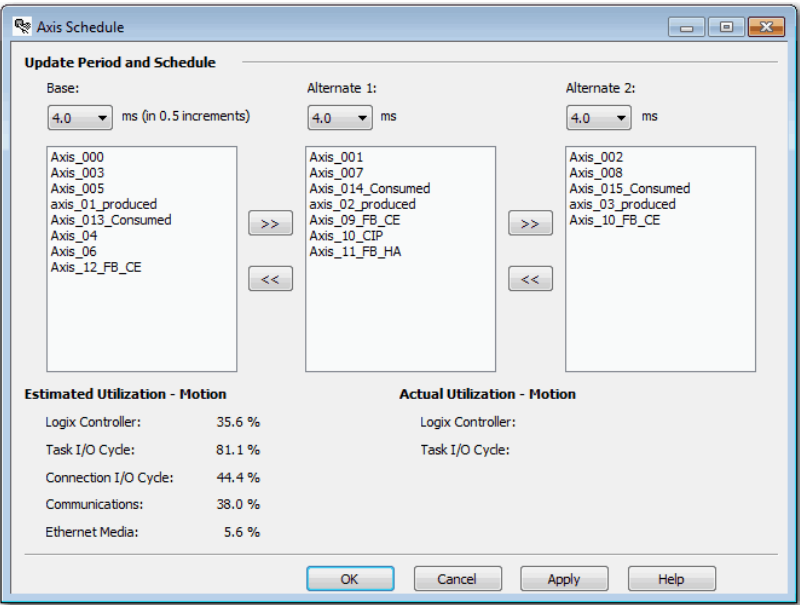 Axis Schedule
Update Period and Schedule
Base: Alternate 1: Alternate 2:
4.0 ms (in 0.5 increments) 4.0 ms 4.0 ms
Axis_000
Axis_003
Axis_005
axis_01_produced
Axis_013_Consumed
Axis_04
Axis_06
Axis_12_FB_CE
>>
<<
Axis_001
Axis_007
Axis_014_Consumed
axis_02_produced
Axis_09_FB_CE
Axis_10_CIP
Axis_11_FB_HA
>>
<<
Axis_002
Axis_008
Axis_015_Consumed
axis_03_produced
Axis_10_FB_CE
Estimated Utilization - Motion
Logix Controller: 35.6 %
Task I/O Cycle: 81.1 %
Connection I/O Cycle: 44.4 %
Communications: 38.0 %
Ethernet Media: 5.6 %
Actual Utilization - Motion
Logix Controller:
Task I/O Cycle:
OK Cancel Apply Help